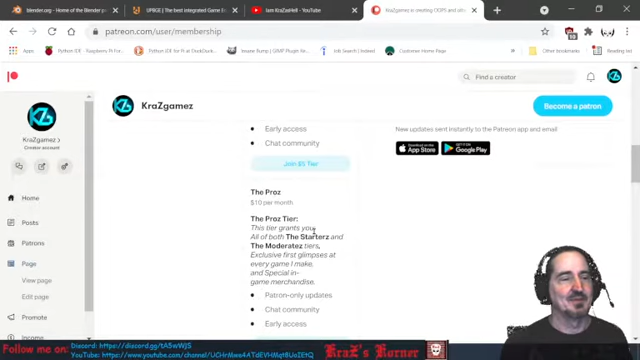 blender.org - Home of the Blender p
UPBGE | The best integrated Game E
Iam KraZaaHell - YouTube
KraZgamez is creating OOPS and ot
patreon.com/user/membership
Apps
Python IDE - Raspberry Pi F
Python IDE for Pi at DuckDuck
Insane Bump | GIMP Plugin Re
Job Search | Indeed
Customer Home Page
Other bookmarks
Reading list
Find a creator
KraZgamez
Become a patron
KraZgamez
Creator account
Home
Posts
Patrons
Page
View page
Edit page
Promote
Income
Early access
Chat community
Join $5 Tier
New updates sent instantly to the Patreon app and email
App Store
Google Play
The Proz
$10 per month
The Proz Tier:
This tier grants you
All of both The Starterz and
The Moderatez tiers,
Exclusive first glimpses at
every game I make,
and Special in-
game merchandise.
Patron-only updates
Chat community
Early access
Follow me on:
Discord: https://discord.gg/tA5wWJS
Youtube: https://www.youtube.com/channel/UCHrMwe44TdEVHMqt8UoIEtQ
KraZ's Korner